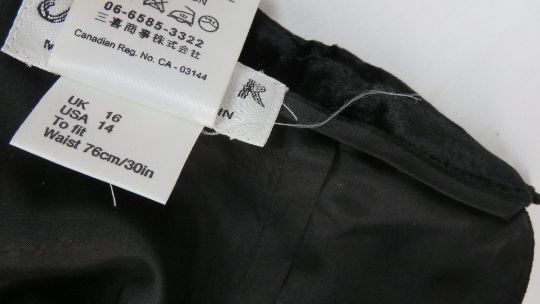 06-6585-3322
三喜商事株式会社
Canadian Reg. No. CA - 03144
UK 16
USA 14
To fit
Waist 76cm/30in
K
IN